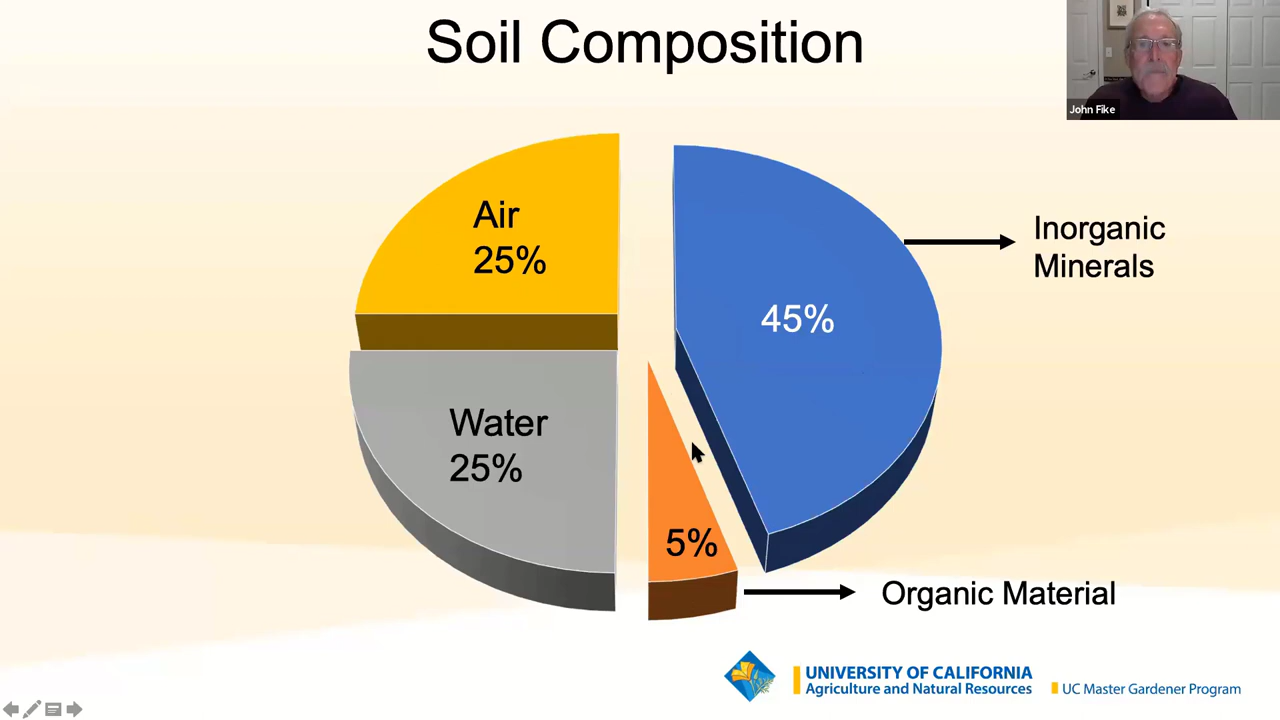 Soil Composition
John Fike
Air
25%
Inorganic
Minerals
45%
Water
25%
5%
Organic Material
UNIVERSITY OF CALIFORNIA
Agriculture and Natural Resources
UC Master Gardener Program